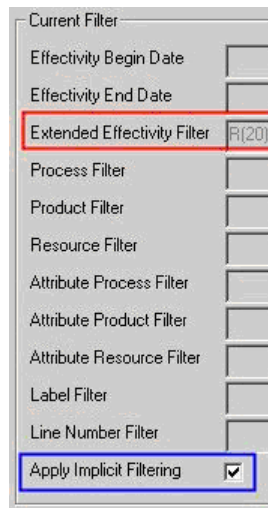 Current Filter
Effectivity Begin Date
Effectivity End Date
Extended Effectivity Filter R(20)
Process Filter
Product Filter
Resource Filter
Attribute Process Filter
Attribute Product Filter
Attribute Resource Filter
Label Filter
Line Number Filter
Apply Implicit Filtering